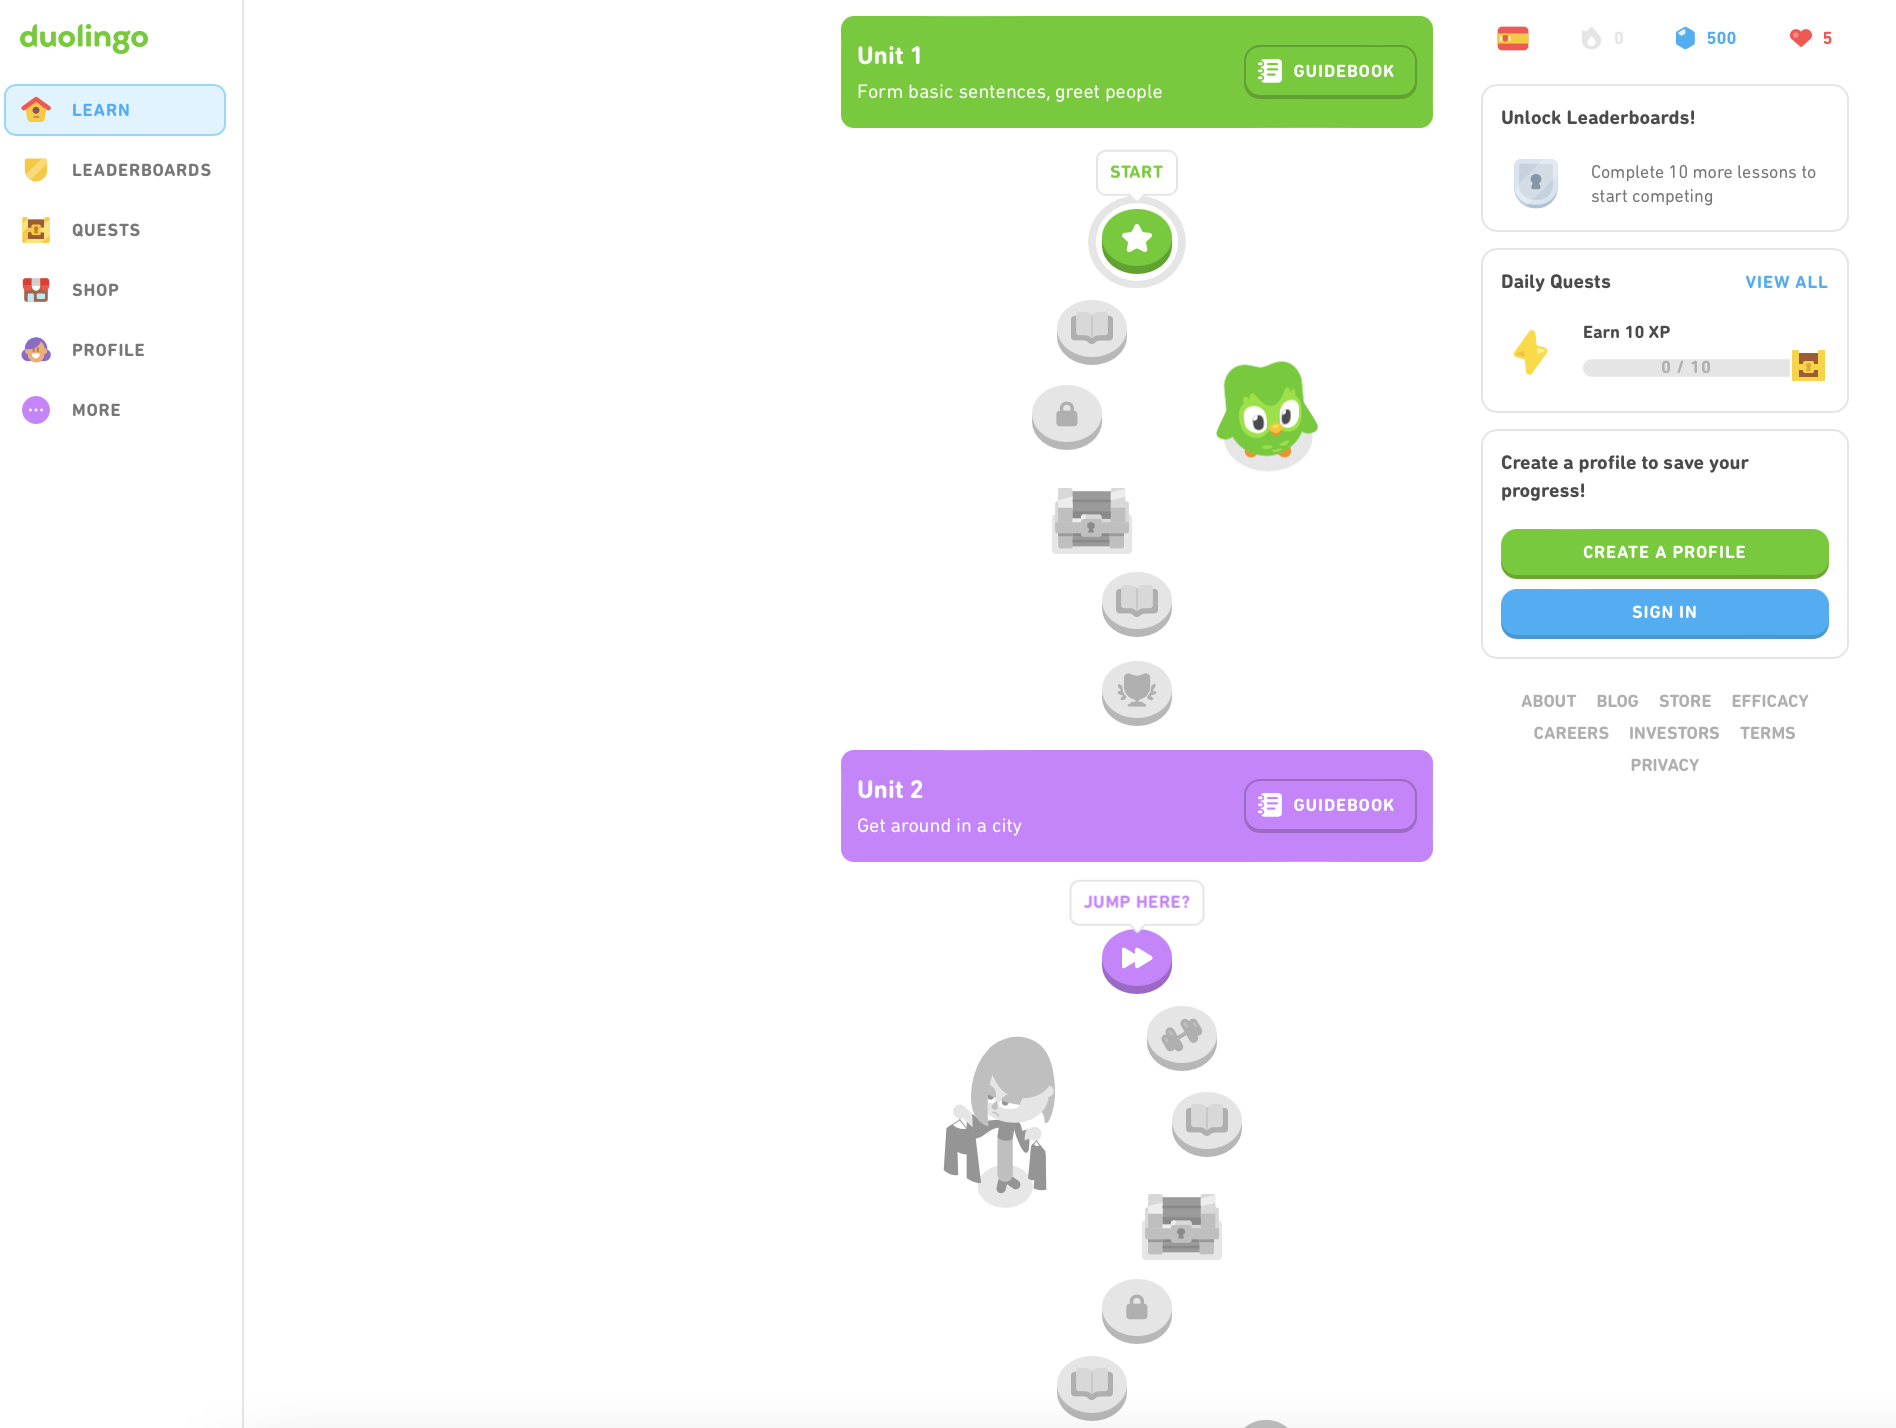 duolingo
LEARN
LEADERBOARDS
QUESTS
SHOP
PROFILE
MORE
Unit 1
Form basic sentences, greet people
GUIDEBOOK
START
Unit 2
Get around in a city
GUIDEBOOK
JUMP HERE?
0
500
5
Unlock Leaderboards!
Complete 10 more lessons to
start competing
Daily Quests
VIEW ALL
Earn 10 XP
0 / 10
Create a profile to save your
progress!
CREATE A PROFILE
SIGN IN
ABOUT BLOG STORE EFFICACY
CAREERS INVESTORS TERMS
PRIVACY